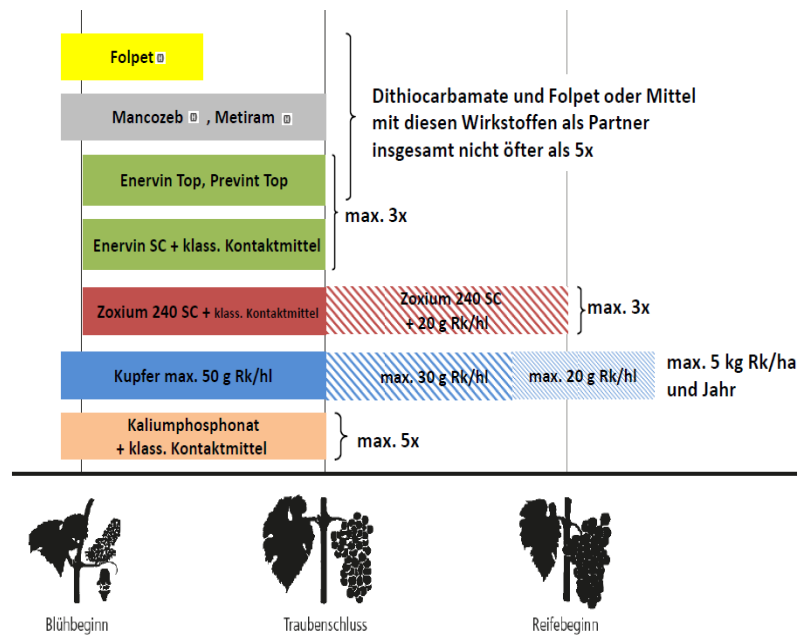 Folpet
Dithiocarbamate und Folpet oder Mittel
mit diesen Wirkstoffen als Partner
insgesamt nicht öfter als 5x
Mancozeb , Metiram
Enervin Top, Prevint Top
max. 3x
Enervin SC + klass. Kontaktmittel
Zoxium 240 SC + klass. Kontaktmittel
Zoxium 240 SC
+ 20 g Rk/hl
max. 3x
Kupfer max. 50 g Rk/hl
max. 30 g Rk/hl
max. 20 g Rk/hl
max. 5 kg Rk/ha
und Jahr
Kaliumphosphonat
+ klass. Kontaktmittel
max. 5x
Blühbeginn
Traubenschluss
Reifebeginn